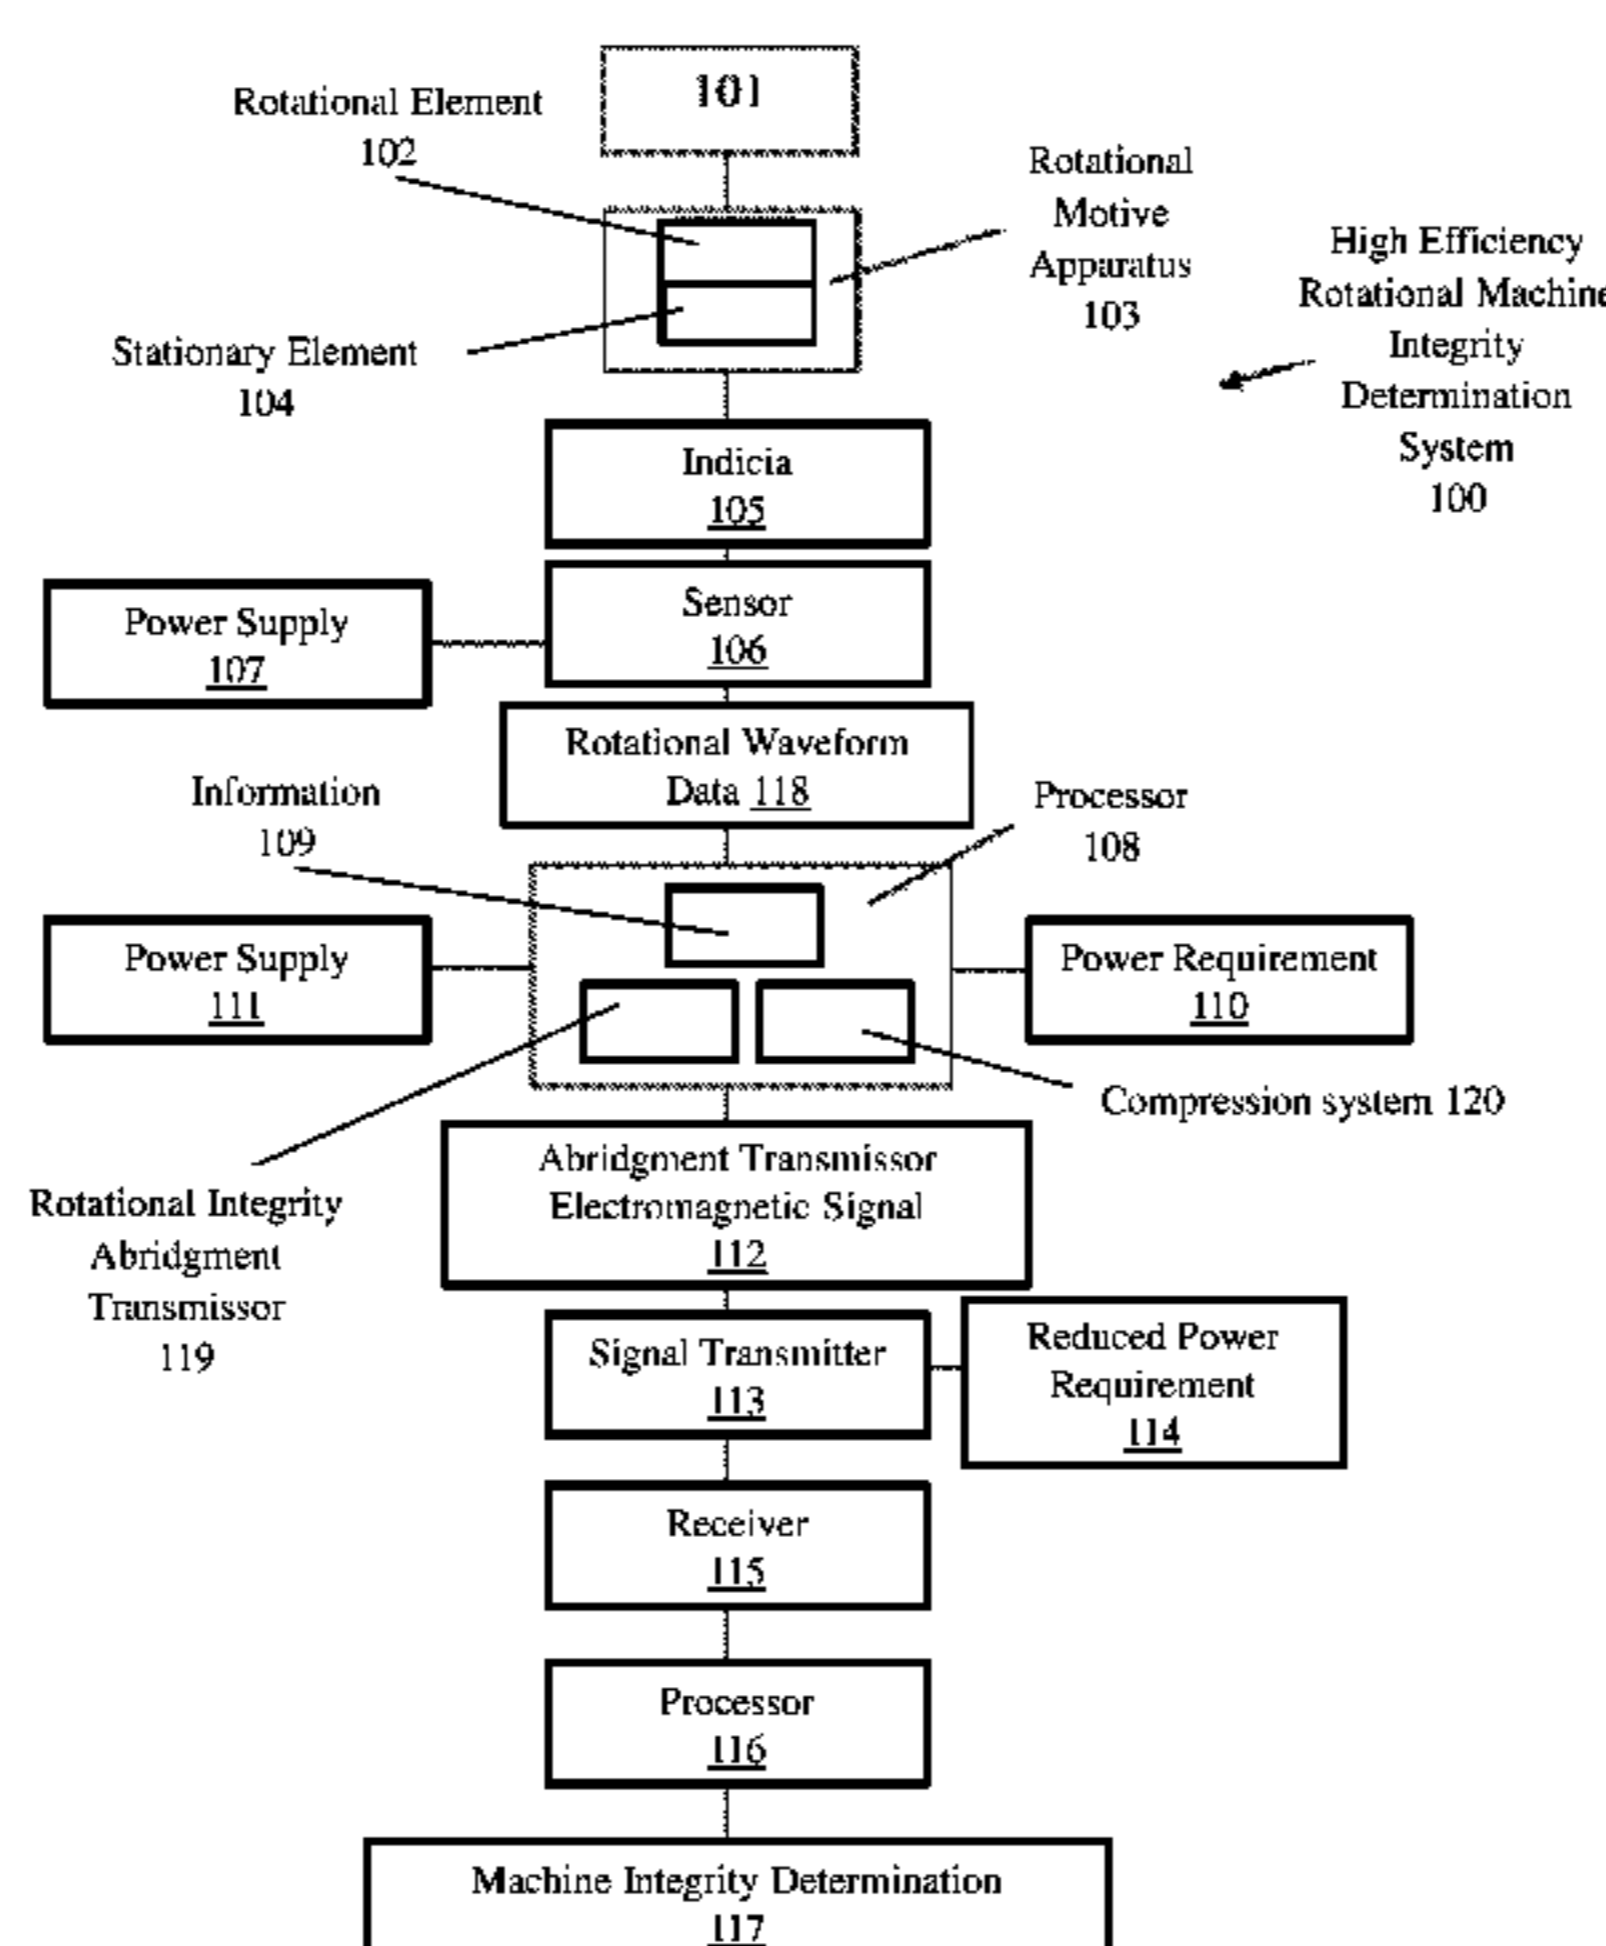 101
Rotational Element
102
Rotational
Motive
Apparatus
103
High Efficiency
Rotational Machine
Integrity
Determination
System
100
Stationary Element
104
Indicia
105
Sensor
106
Power Supply
107
Rotational Waveform
Data 118
Information
109
Processor
108
Power Supply
111
Power Requirement
110
Compression system 120
Abridgment Transmissor
Electromagnetic Signal
112
Rotational Integrity
Abridgment
Transmissor
119
Signal Transmitter
113
Reduced Power
Requirement
114
Receiver
115
Processor
116
Machine Integrity Determination
117